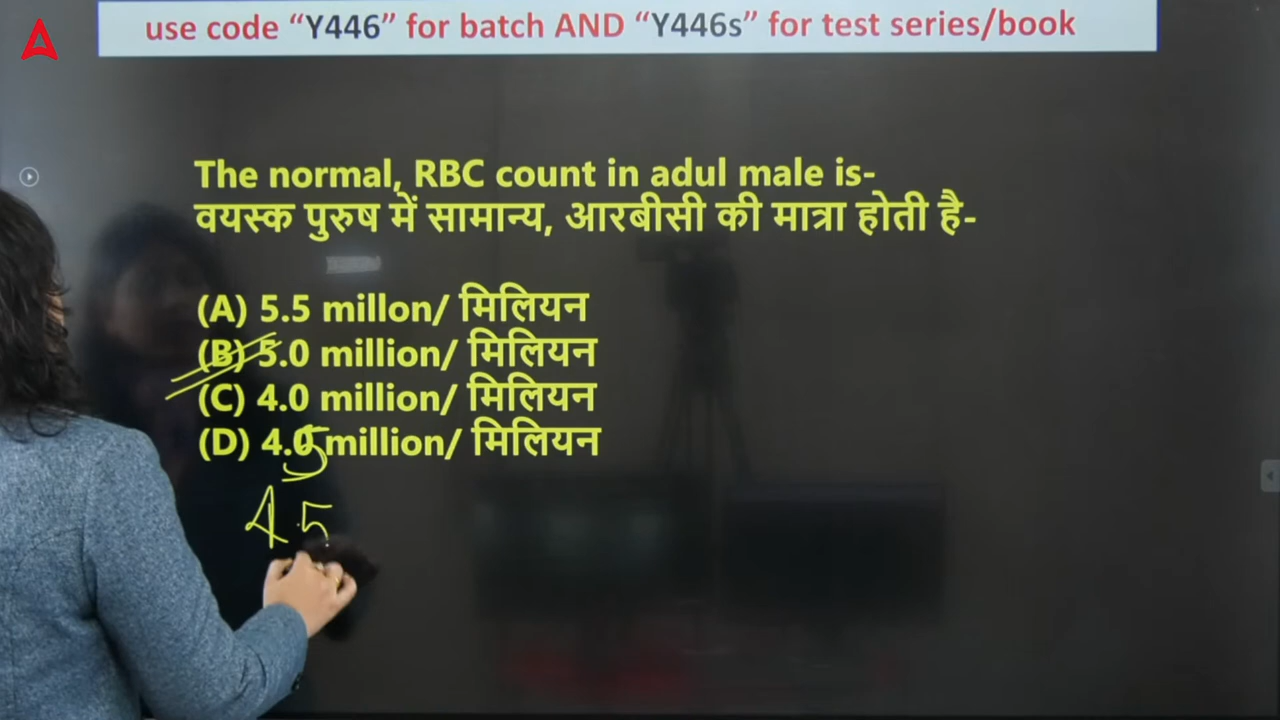 use code “Y446” for batch AND “Y446s” for test series/book
The normal, RBC count in adul male is-
वयस्क पुरुष में सामान्य, आरबीसी की मात्रा होती है-
(A) 5.5 millon/ मिलियन
(B) 5.0 million/ मिलियन
(C) 4.0 million/ मिलियन
(D) 4.0 million/ मिलियन
5
4.5